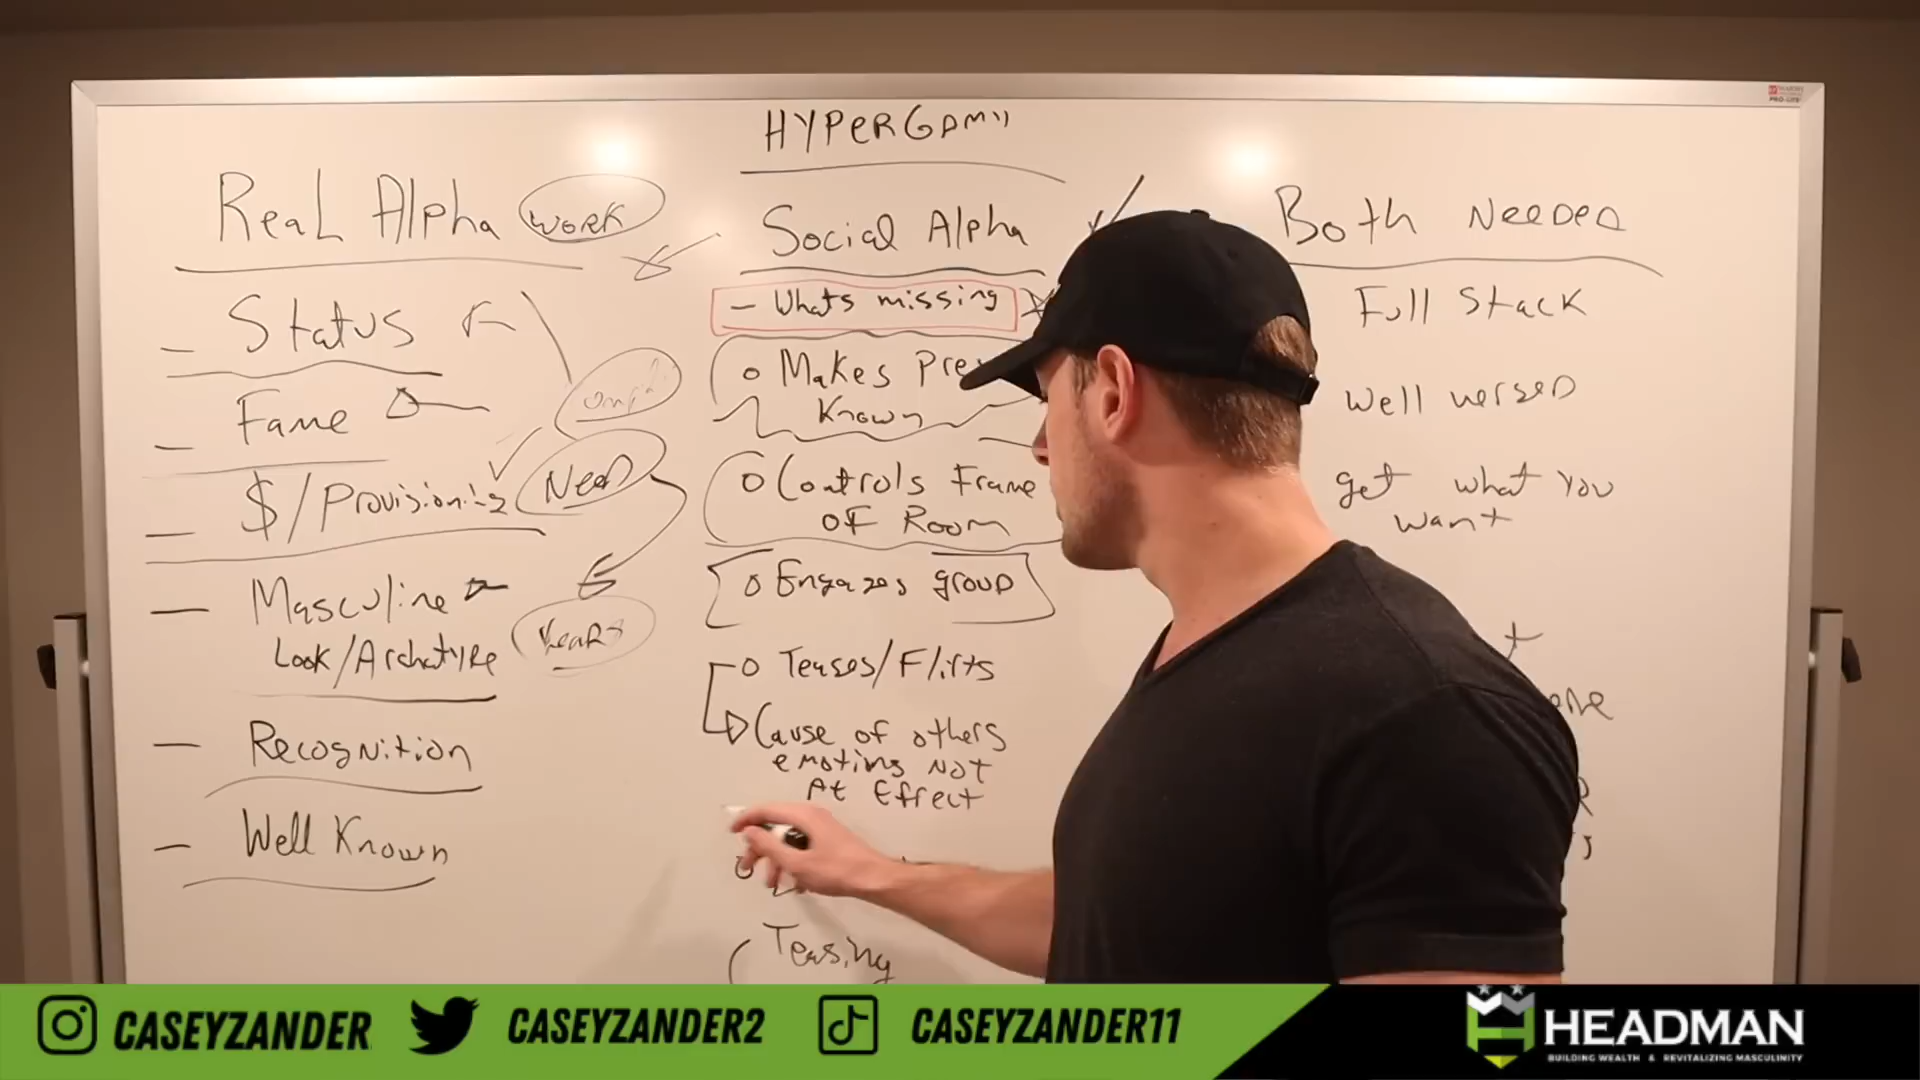 HYPERGAMY
Real Alpha work
Status
Fame
$/Provisioning
Need
Masculine
Look/Archetype
Years
Recognition
Well Known
Social Alpha
- Whats missing
o Makes Pre
Known
o Controls Frame
OF Room
o Engages group
o Teases/Flirts
Cause of others
emotions Not
At Effect
Teasing
Both Needed
Full Stack
Well versed
get what you
want
CASEYZANDER
CASEYZANDER2
CASEYZANDER11
HEADMAN
BUILDING WEALTH & REVITALIZING MASCULINITY